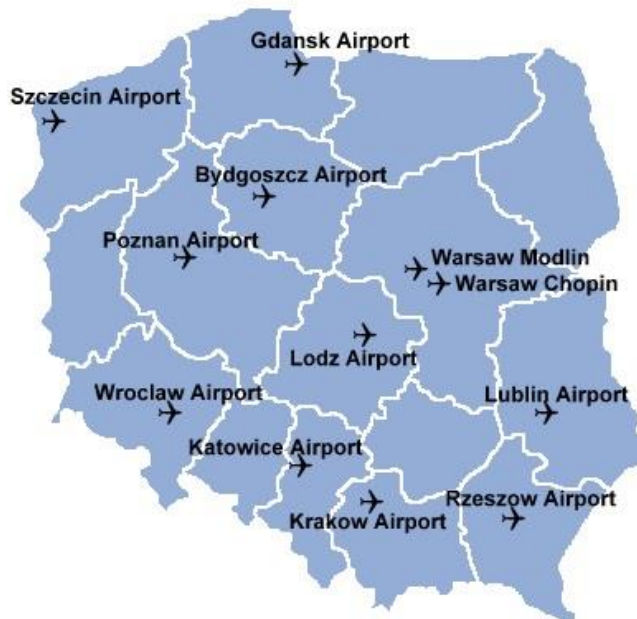 Gdansk Airport
Szczecin Airport
Bydgoszcz Airport
Poznan Airport
Warsaw Modlin
Warsaw Chopin
Lodz Airport
Wroclaw Airport
Lublin Airport
Katowice Airport
Rzeszow Airport
Krakow Airport